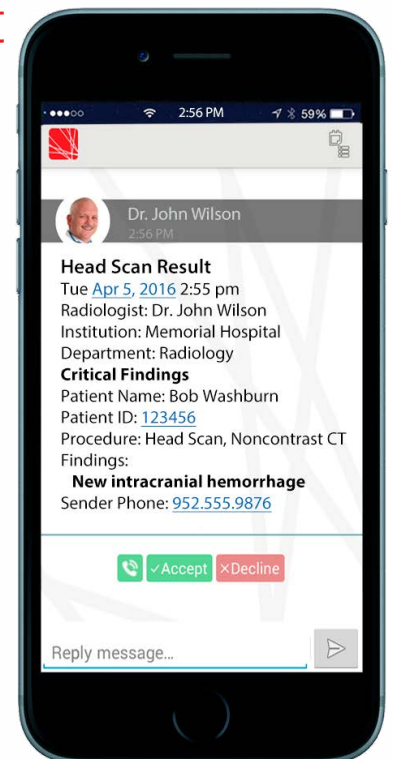 2:56 PM
59%
Dr. John Wilson
2:56 PM
Head Scan Result
Tue Apr 5, 2016 2:55 pm
Radiologist: Dr. John Wilson
Institution: Memorial Hospital
Department: Radiology
Critical Findings
Patient Name: Bob Washburn
Patient ID: 123456
Procedure: Head Scan, Noncontrast CT
Findings:
New intracranial hemorrhage
Sender Phone: 952.555.9876
✓Accept ×Decline
Reply message...